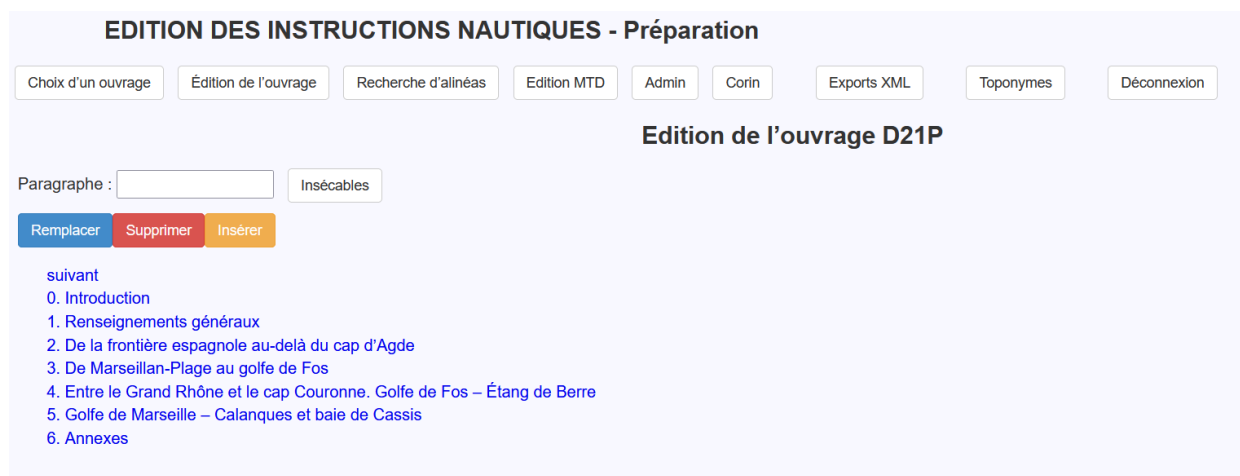 EDITION DES INSTRUCTIONS NAUTIQUES - Préparation
Choix d’un ouvrage Édition de l’ouvrage Recherche d’alinéas Edition MTD Admin Corin Exports XML Toponymes Déconnexion
Edition de l’ouvrage D21P
Paragraphe : Insécables
Remplacer Supprimer Insérer
suivant
0. Introduction
1. Renseignements généraux
2. De la frontière espagnole au-delà du cap d’Agde
3. De Marseillan-Plage au golfe de Fos
4. Entre le Grand Rhône et le cap Couronne. Golfe de Fos – Étang de Berre
5. Golfe de Marseille – Calanques et baie de Cassis
6. Annexes